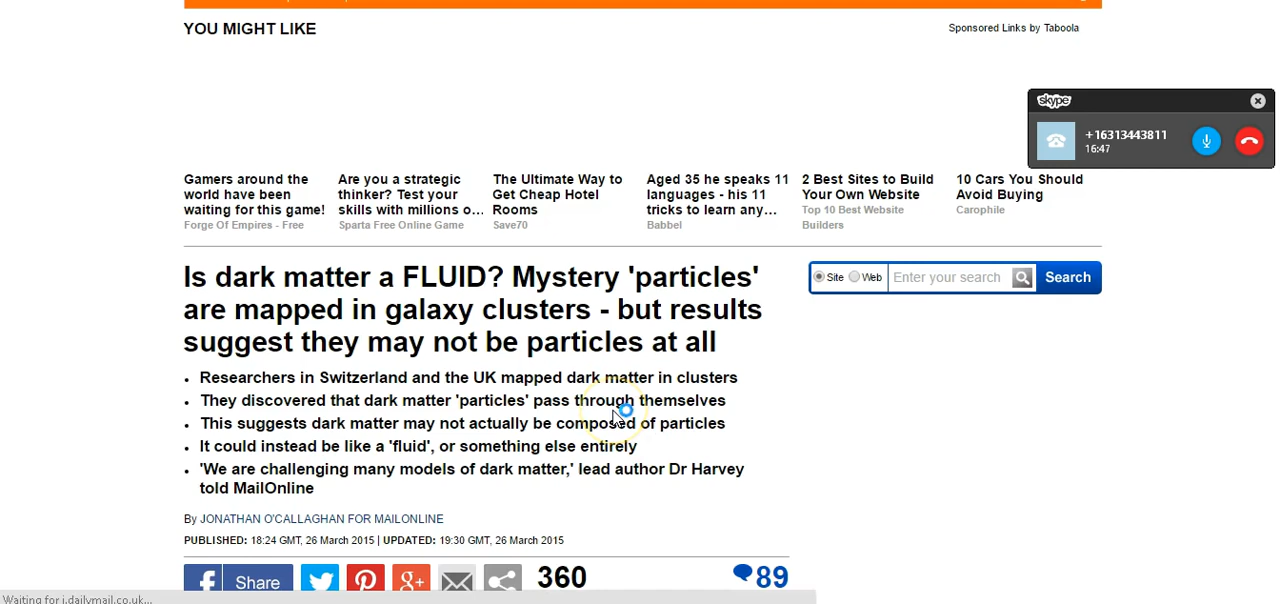 YOU MIGHT LIKE
Sponsored Links by Taboola
skype
+16313443811
16:47
Gamers around the
world have been
waiting for this game!
Forge Of Empires - Free
Are you a strategic
thinker? Test your
skills with millions o...
Sparta Free Online Game
The Ultimate Way to
Get Cheap Hotel
Rooms
Save70
Aged 35 he speaks 11
languages - his 11
tricks to learn any...
Babbel
2 Best Sites to Build
Your Own Website
Top 10 Best Website
Builders
10 Cars You Should
Avoid Buying
Carophile
Is dark matter a FLUID? Mystery 'particles'
are mapped in galaxy clusters - but results
suggest they may not be particles at all
Site Web Enter your search Search
• Researchers in Switzerland and the UK mapped dark matter in clusters
• They discovered that dark matter 'particles' pass through themselves
• This suggests dark matter may not actually be composed of particles
• It could instead be like a 'fluid', or something else entirely
• 'We are challenging many models of dark matter,' lead author Dr Harvey
told MailOnline
By JONATHAN O'CALLAGHAN FOR MAILONLINE
PUBLISHED: 18:24 GMT, 26 March 2015 | UPDATED: 19:30 GMT, 26 March 2015
f Share g+ 360 89
Waiting for i.dailymail.co.uk...